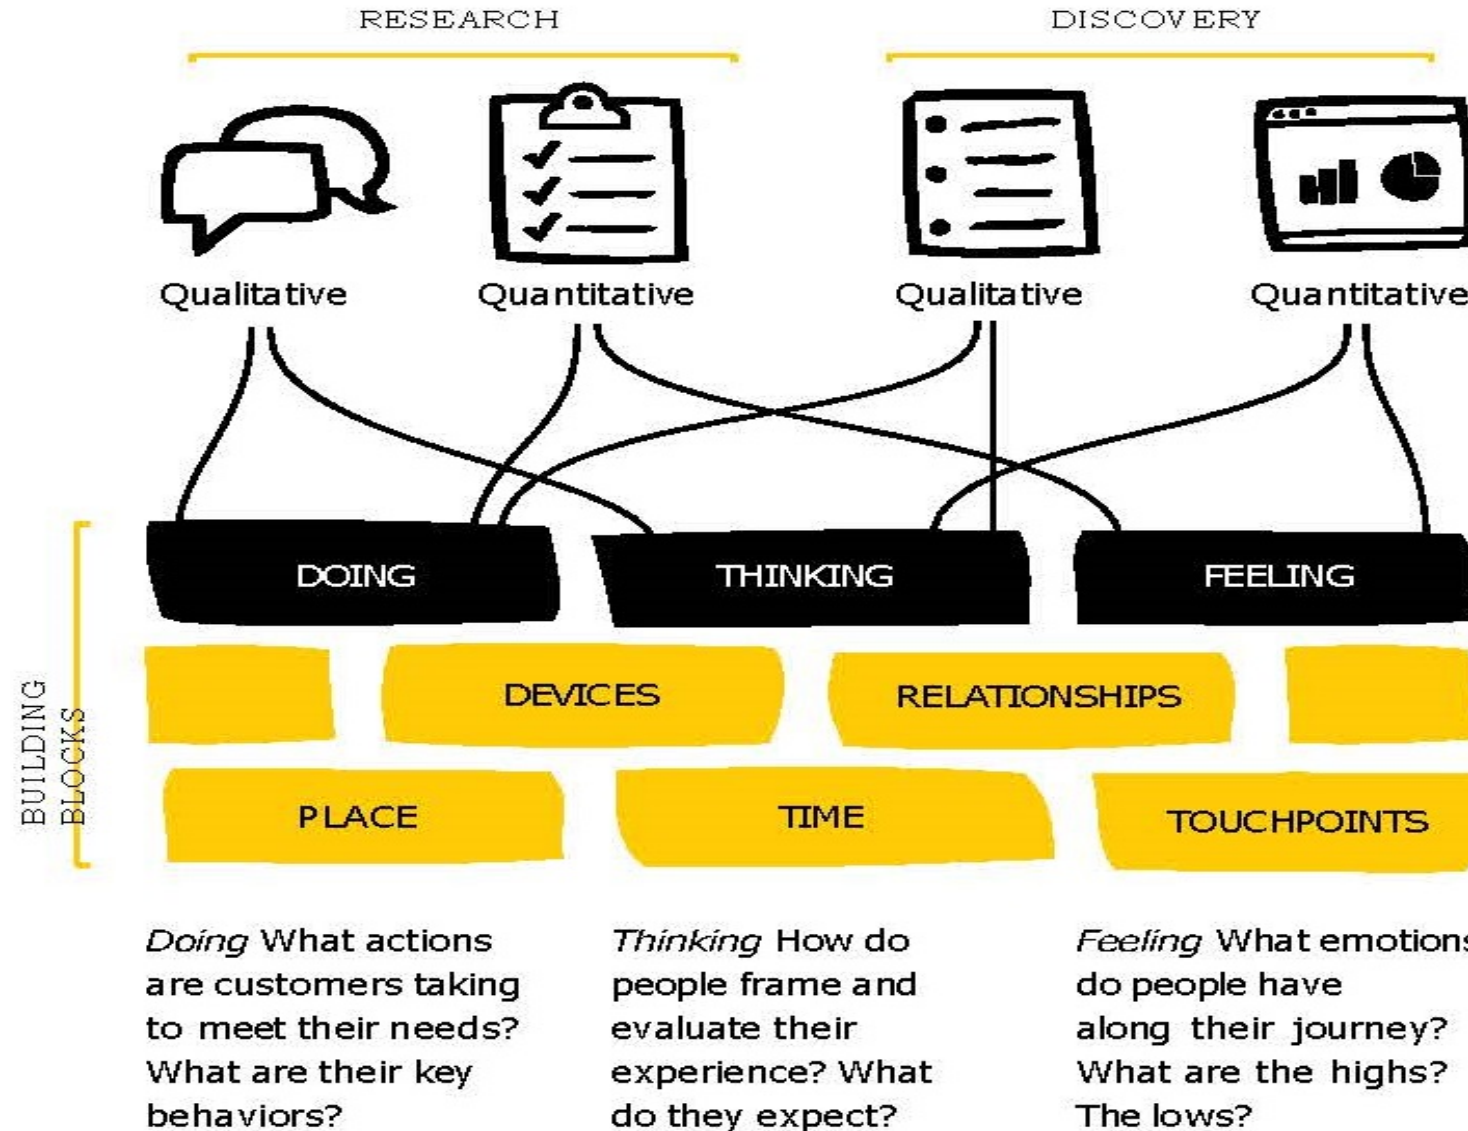 RESEARCH
DISCOVERY
Qualitative
Quantitative
Qualitative
Quantitative
DOING
THINKING
FEELING
BUILDING
BLOCKS
DEVICES
RELATIONSHIPS
PLACE
TIME
TOUCHPOINTS
Doing What actions
are customers taking
to meet their needs?
What are their key
behaviors?
Thinking How do
people frame and
evaluate their
experience? What
do they expect?
Feeling What emotions
do people have
along their journey?
What are the highs?
The lows?